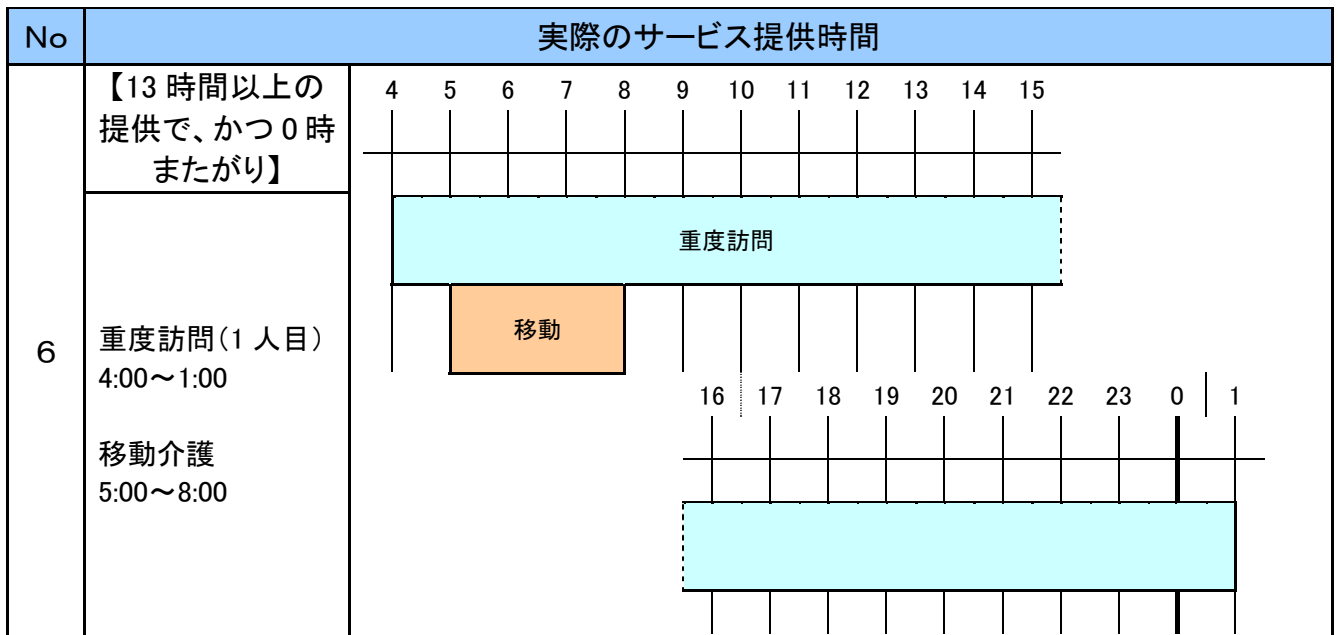 No
実際のサービス提供時間
6
【13 時間以上の
提供で、かつ 0 時
またがり】
重度訪問(1 人目)
4:00～1:00
移動介護
5:00～8:00
4 5 6 7 8 9 10 11 12 13 14 15
重度訪問
移動
16 17 18 19 20 21 22 23 0 1